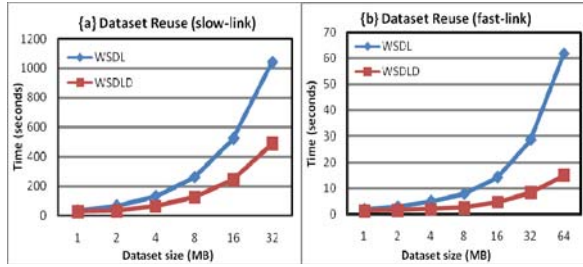 {a} Dataset Reuse (slow-link)
1200
1000
800
600
400
200
0
Time (seconds)
WSDL
WSDLD
1 2 4 8 16 32
Dataset size (MB)
{b} Dataset Reuse (fast-link)
70
60
50
40
30
20
10
0
Time (seconds)
WSDL
WSDLD
1 2 4 8 16 32 64
Dataset size (MB)